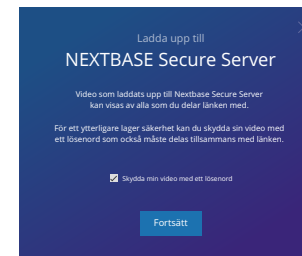 Ladda upp till
NEXTBASE Secure Server
Video som laddats upp till Nextbase Secure Server
kan visas av alla som du delar länken med.
För ett ytterligare lager säkerhet kan du skydda sin video med
ett lösenord som också måste delas tillsammans med länken.
Skydda min video med ett lösenord
Fortsätt